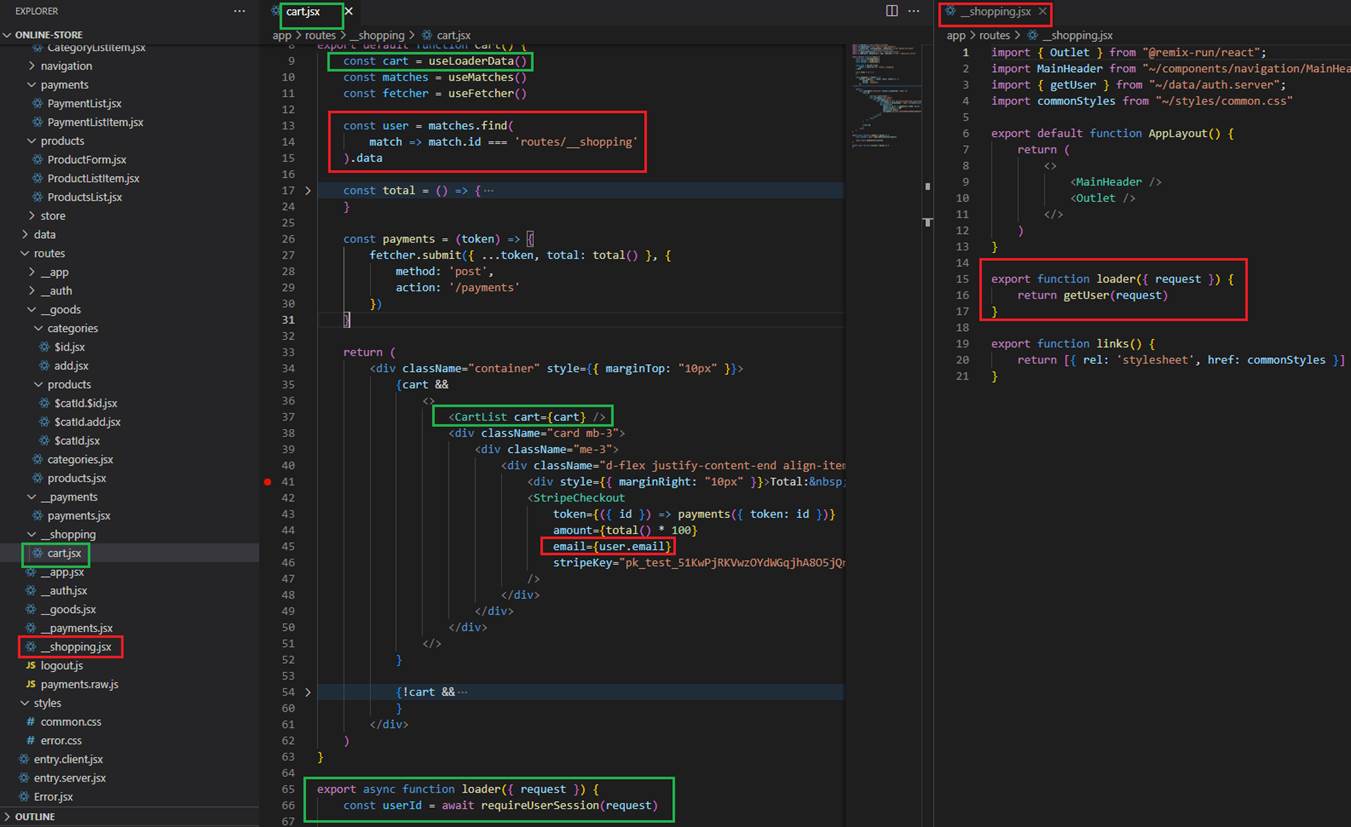 EXPLORER
ONLINE-STORE
CategoryListItem.jsx
navigation
payments
PaymentList.jsx
PaymentListItem.jsx
products
ProductForm.jsx
ProductListItem.jsx
ProductsList.jsx
store
data
routes
__app
__auth
__goods
categories
$id.jsx
add.jsx
products
$catId.$id.jsx
$catId.add.jsx
$catId.jsx
categories.jsx
products.jsx
__payments
payments.jsx
__shopping
cart.jsx
__app.jsx
__auth.jsx
__goods.jsx
__payments.jsx
__shopping.jsx
JS logout.js
JS payments.raw.js
styles
# common.css
# error.css
entry.client.jsx
entry.server.jsx
Error.jsx
OUTLINE
cart.jsx
app > routes > __shopping > cart.jsx
8 export default function Cart() {
9 const cart = useLoaderData()
10 const matches = useMatches()
11 const fetcher = useFetcher()
12
13 const user = matches.find(
14 match => match.id === 'routes/__shopping'
15 ).data
16
17 const total = () => {···
24 }
25
26 const payments = (token) => {
27 fetcher.submit({ ...token, total: total() }, {
28 method: 'post',
29 action: '/payments'
30 })
31 }
32
33 return (
34 <div className="container" style={{ marginTop: "10px" }}>
35 {cart &&
36 <>
37 <CartList cart={cart} />
38 <div className="card mb-3">
39 <div className="me-3">
40 <div className="d-flex justify-content-end align-item
41 <div style={{ marginRight: "10px" }}>Total:&nbsp;
42 <StripeCheckout
43 token={({ id }) => payments({ token: id })}
44 amount={total() * 100}
45 email={user.email}
46 stripeKey="pk_test_51KwPjRKVwzOYdWGqjhA8O5jQr
47 />
48 </div>
49 </div>
50 </div>
51 </>
52 }
53
54 {!cart &&···
60 }
61 </div>
62 )
63 }
64
65 export async function loader({ request }) {
66 const userId = await requireUserSession(request)
67
__shopping.jsx
app > routes > __shopping.jsx
1 import { Outlet } from "@remix-run/react";
2 import MainHeader from "~/components/navigation/MainHea
3 import { getUser } from "~/data/auth.server";
4 import commonStyles from "~/styles/common.css"
5
6 export default function AppLayout() {
7 return (
8 <>
9 <MainHeader />
10 <Outlet />
11 </>
12 )
13 }
14
15 export function loader({ request }) {
16 return getUser(request)
17 }
18
19 export function links() {
20 return [{ rel: 'stylesheet', href: commonStyles }]
21 }